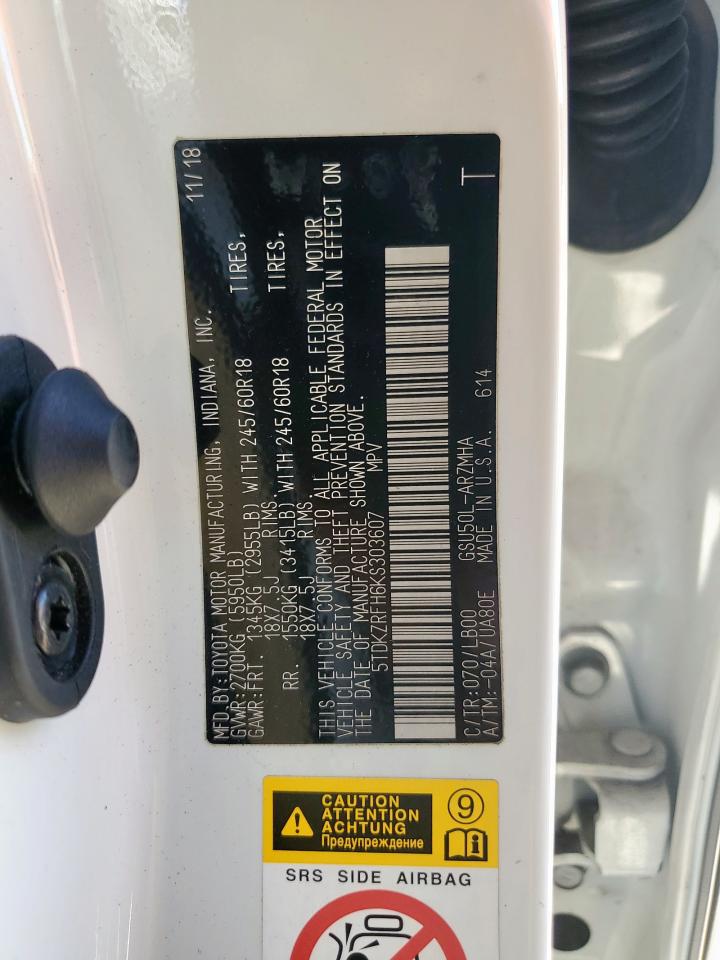 MFD.BY:TOYOTA MOTOR MANUFACTURING, INDIANA, INC. 11/18
GVWR:2700KG (5950LB)
GAWR:FRT. 1345KG (2955LB) WITH 245/60R18 TIRES,
18X7.5J RIMS.
RR. 1550KG (3415LB) WITH 245/60R18 TIRES,
18X7.5J RIMS.
THIS VEHICLE CONFORMS TO ALL APPLICABLE FEDERAL MOTOR
VEHICLE SAFETY AND THEFT PREVENTION STANDARDS IN EFFECT ON
THE DATE OF MANUFACTURE SHOWN ABOVE.
5TDKZRFH6KS303607 MPV
C/TR:070/LB00 GSU50L-ARZMHA T
A/TM:-04A/UA80E MADE IN U.S.A. 614
CAUTION
ATTENTION
ACHTUNG
Предупреждение
9
i
SRS SIDE AIRBAG